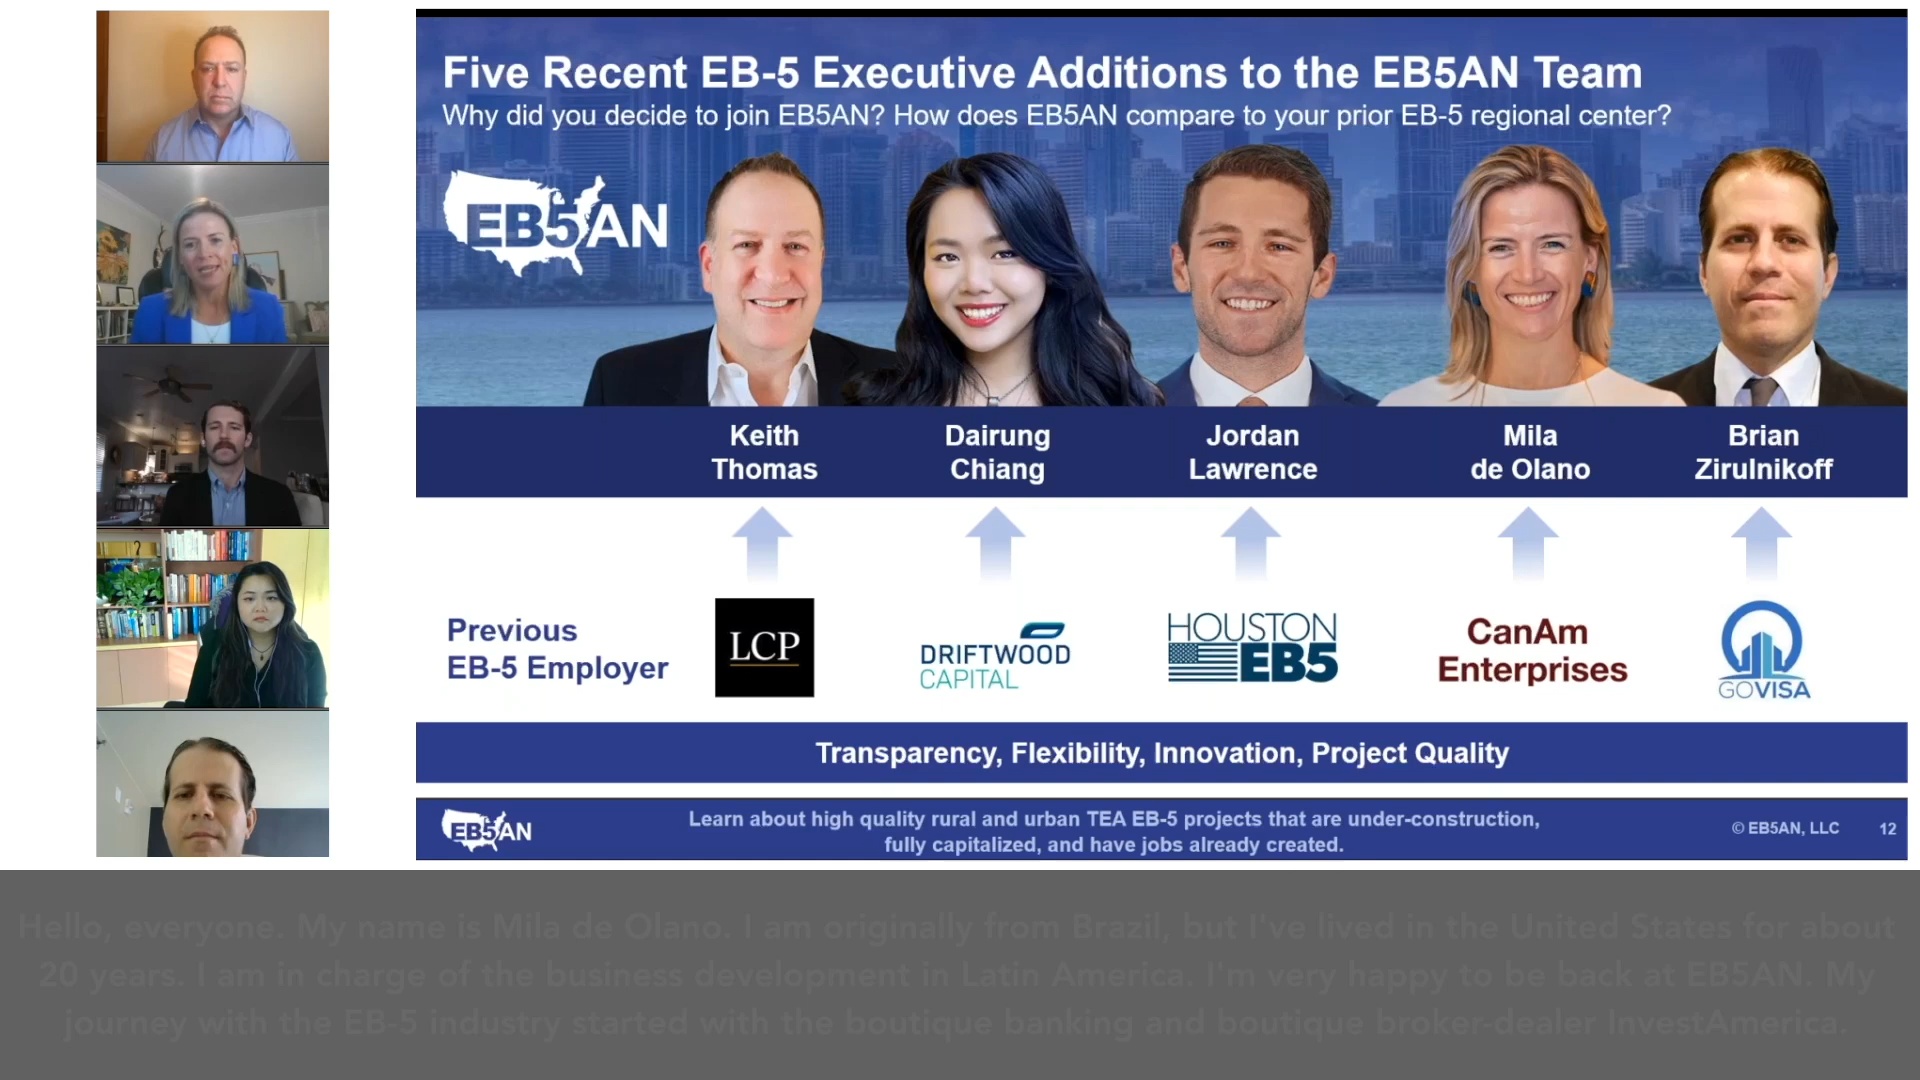 Five Recent EB-5 Executive Additions to the EB5AN Team
Why did you decide to join EB5AN? How does EB5AN compare to your prior EB-5 regional center?
EB5AN
Keith Thomas
Dairung Chiang
Jordan Lawrence
Mila de Olano
Brian Zirulnikoff
Previous
EB-5 Employer
LCP
DRIFTWOOD
CAPITAL
HOUSTON
EB5
CanAm
Enterprises
GOVISA
Transparency, Flexibility, Innovation, Project Quality
EB5AN
Learn about high quality rural and urban TEA EB-5 projects that are under-construction,
fully capitalized, and have jobs already created.
© EB5AN, LLC 12
Hello, everyone. My name is Mila de Olano. I am originally from Brazil, but I've lived in the United States for about
20 years. I am in charge of the business development in Latin America. I'm very happy to be back at EB5AN. My
journey with the EB-5 industry started with the boutique banking and boutique broker-dealer InvestAmerica.